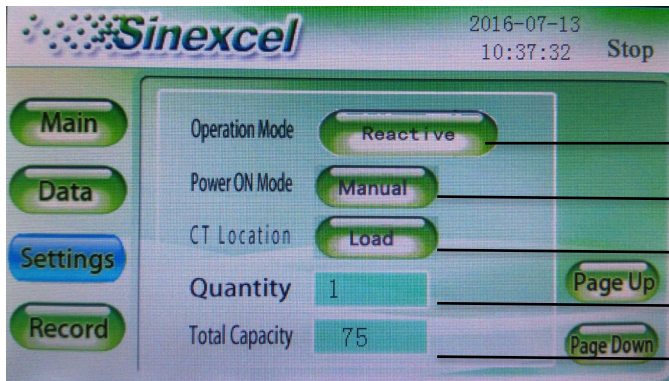 Sinexcel
2016-07-13
10:37:32 Stop
Main
Data
Settings
Record
Operation Mode Reactive
Power ON Mode Manual
CT Location Load
Quantity 1
Total Capacity 75
Page Up
Page Down